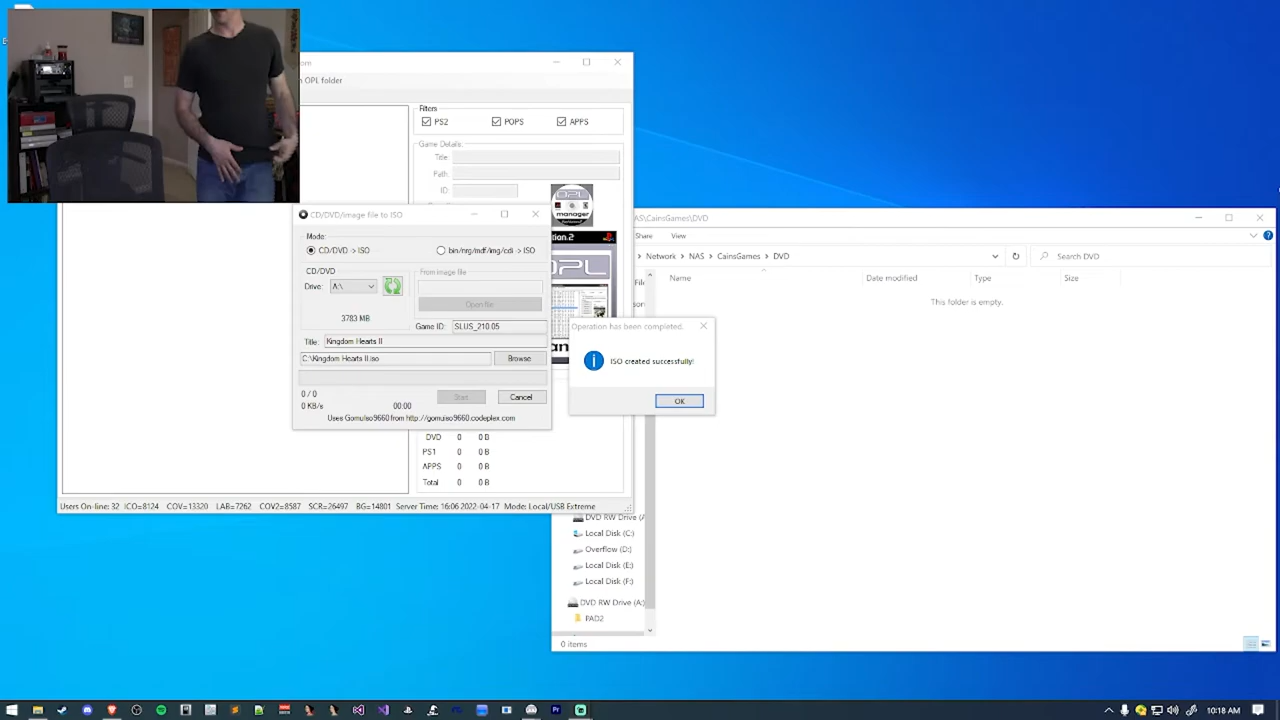 n OPL folder
Filters
PS2
POPS
APPS
Game Details:
Title:
Path:
ID:
OPL
manager
CD/DVD/Image file to ISO
Mode:
CD/DVD -> ISO
bin/nrg/mdf/img/cdi -> ISO
CD/DVD
From image file
Drive:
A:\
Open file
3783 MB
Game ID:
SLUS_210.05
Title:
Kingdom Hearts II
C:\Kingdom Hearts II.iso
Browse
0 / 0
0 KB/s
00:00
Start
Cancel
Uses GomuIso9660 from http://gomuiso9660.codeplex.com
Operation has been completed.
ISO created successfully!
OK
DVD 0 0 B
PS1 0 0 B
APPS 0 0 B
Total 0 0 B
Users On-line: 32 ICO=8124 COV=13320 LAB=7262 COV2=8587 SCR=26497 BG=14801 Server Time: 16:06 2022-04-17 Mode: Local/USB Extreme
AS\CainsGames\DVD
Share
View
Network > NAS > CainsGames > DVD
Search DVD
Name
Date modified
Type
Size
This folder is empty.
DVD RW Drive (A
Local Disk (C:)
Overflow (D:)
Local Disk (E:)
Local Disk (F:)
DVD RW Drive (A:
PAD2
0 items
10:18 AM